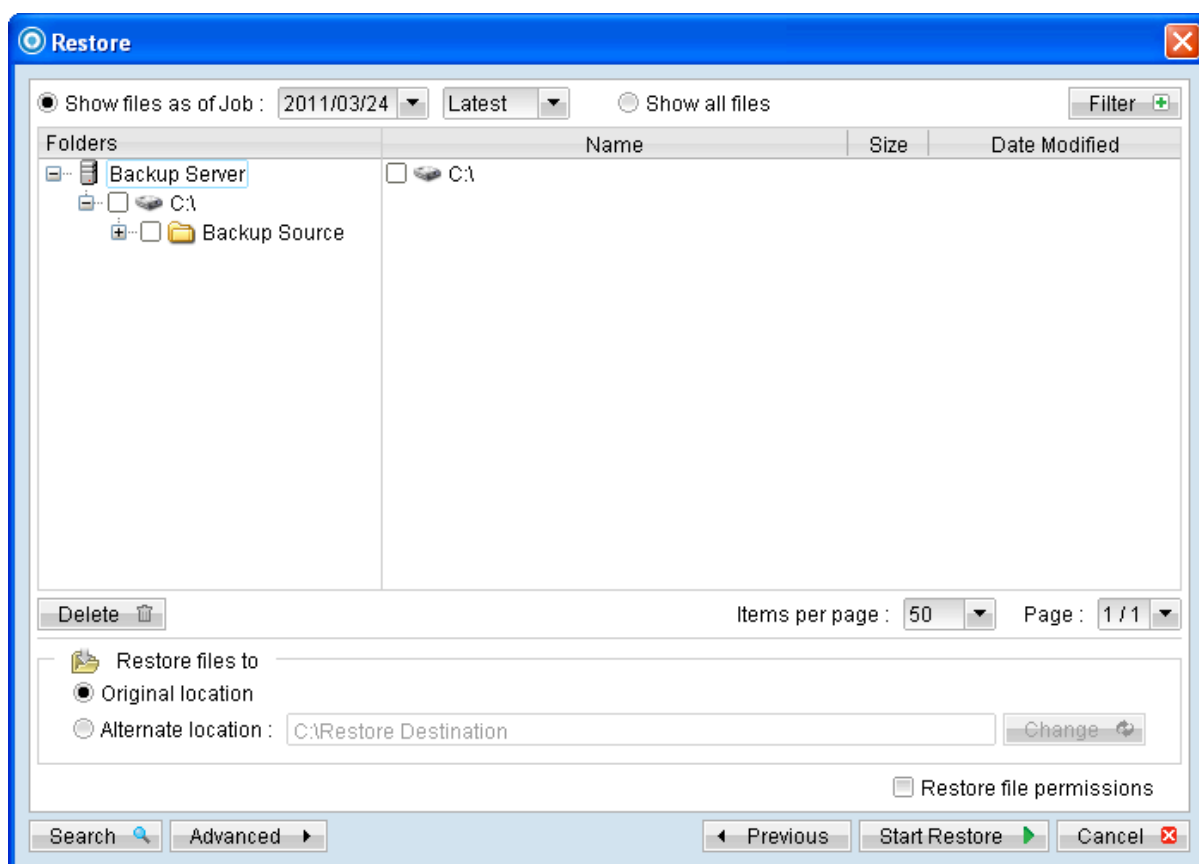 Restore
Show files as of Job : 2011/03/24 Latest Show all files Filter
Folders Name Size Date Modified
Backup Server C:\
C:\
Backup Source
Delete Items per page : 50 Page : 1 / 1
Restore files to
Original location
Alternate location : C:\Restore Destination Change
Restore file permissions
Search Advanced Previous Start Restore Cancel